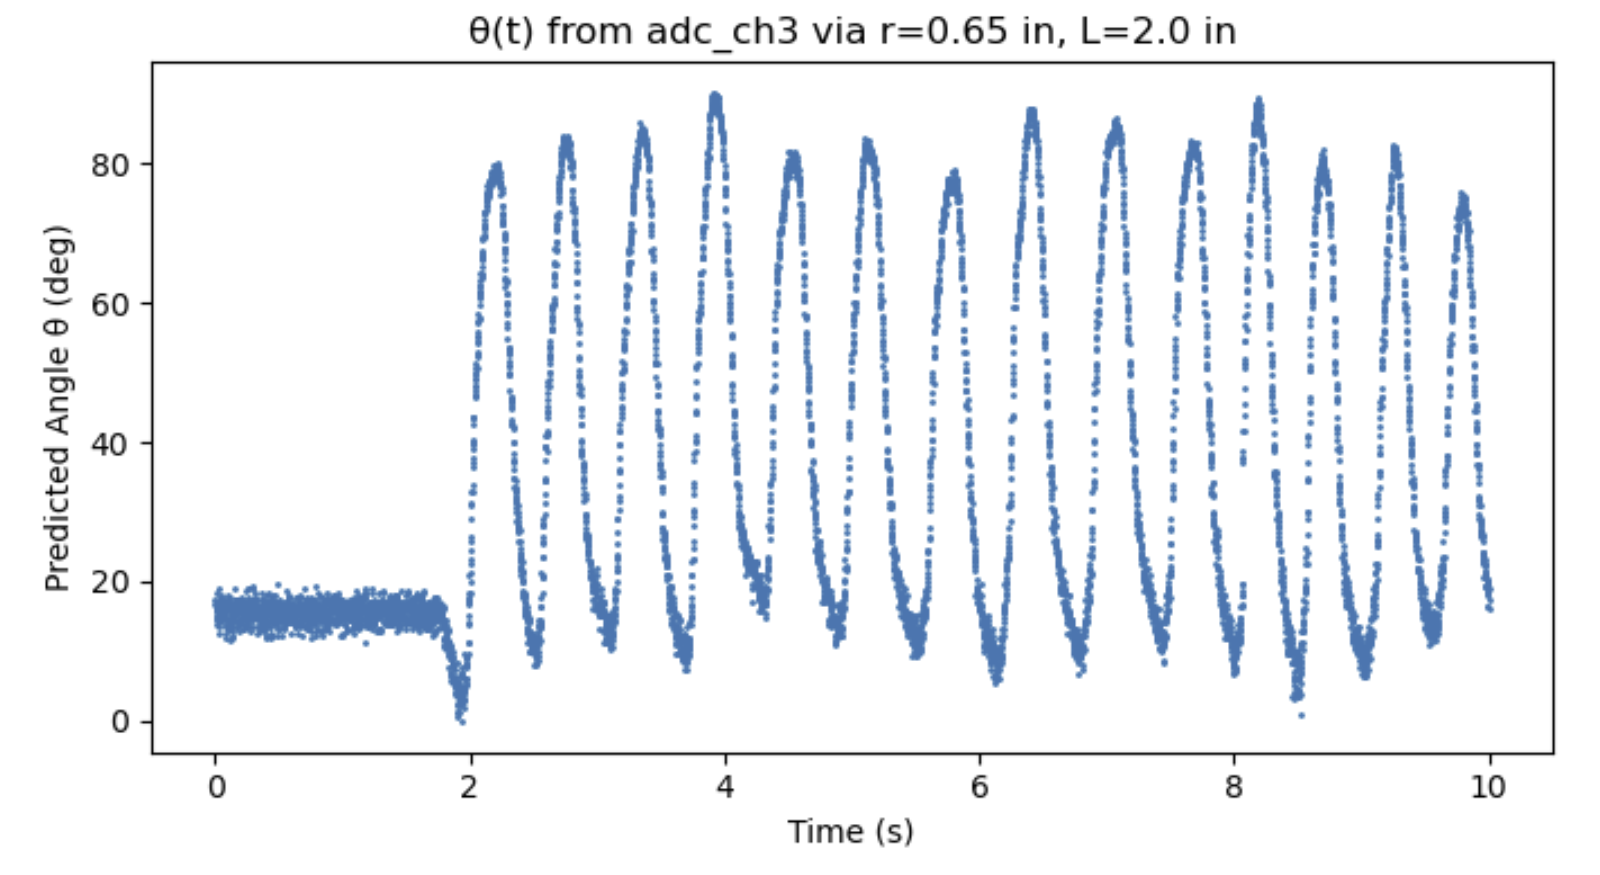 θ(t) from adc_ch3 via r=0.65 in, L=2.0 in
Predicted Angle θ (deg)
80
60
40
20
0
0 2 4 6 8 10
Time (s)